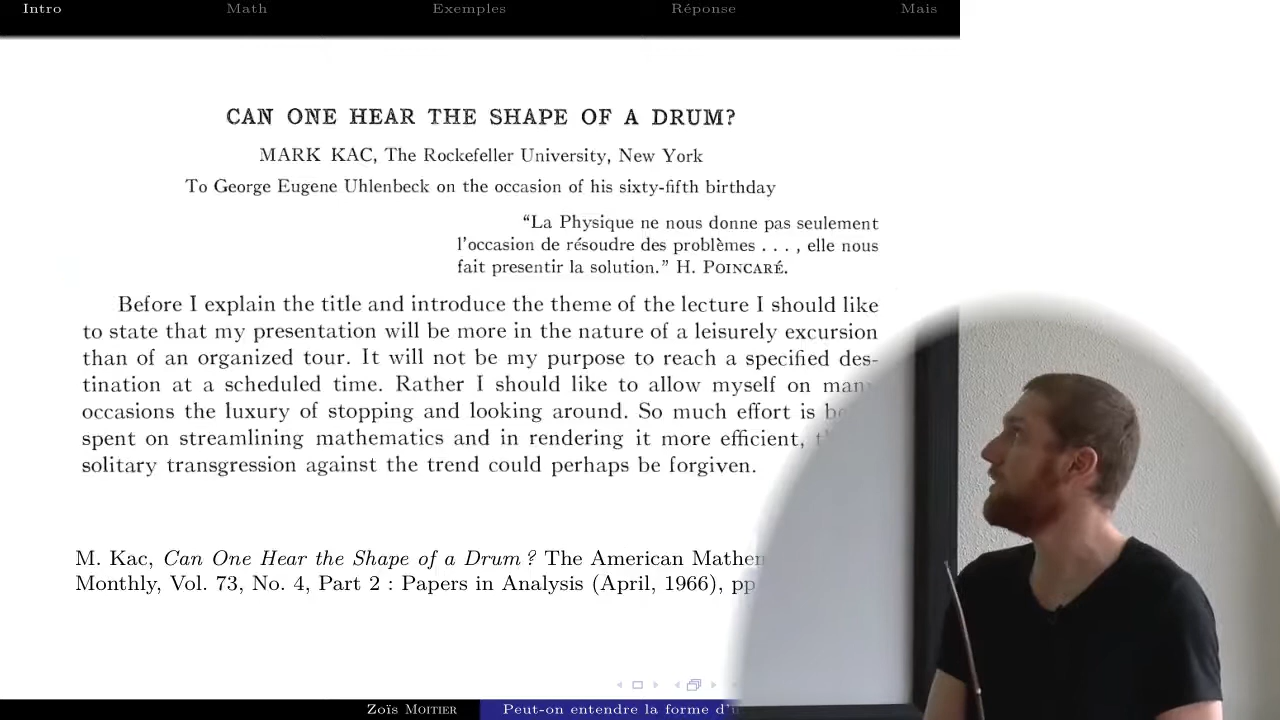 Intro Math Exemples Réponse Mais
CAN ONE HEAR THE SHAPE OF A DRUM?
MARK KAC, The Rockefeller University, New York
To George Eugene Uhlenbeck on the occasion of his sixty-fifth birthday
“La Physique ne nous donne pas seulement
l'occasion de résoudre des problèmes . . . , elle nous
fait presentir la solution.” H. POINCARÉ.
Before I explain the title and introduce the theme of the lecture I should like
to state that my presentation will be more in the nature of a leisurely excursion
than of an organized tour. It will not be my purpose to reach a specified des-
tination at a scheduled time. Rather I should like to allow myself on many
occasions the luxury of stopping and looking around. So much effort is
spent on streamlining mathematics and in rendering it more efficient,
solitary transgression against the trend could perhaps be forgiven.
M. Kac, Can One Hear the Shape of a Drum ? The American
Monthly, Vol. 73, No. 4, Part 2 : Papers in Analysis (April, 1966), pp
Zoïs MOITIER Peut-on entendre la forme